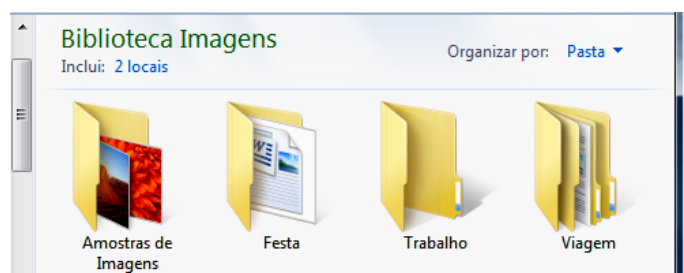 Biblioteca Imagens
Inclui: 2 locais
Organizar por: Pasta
Amostras de
Imagens
Festa
Trabalho
Viagem